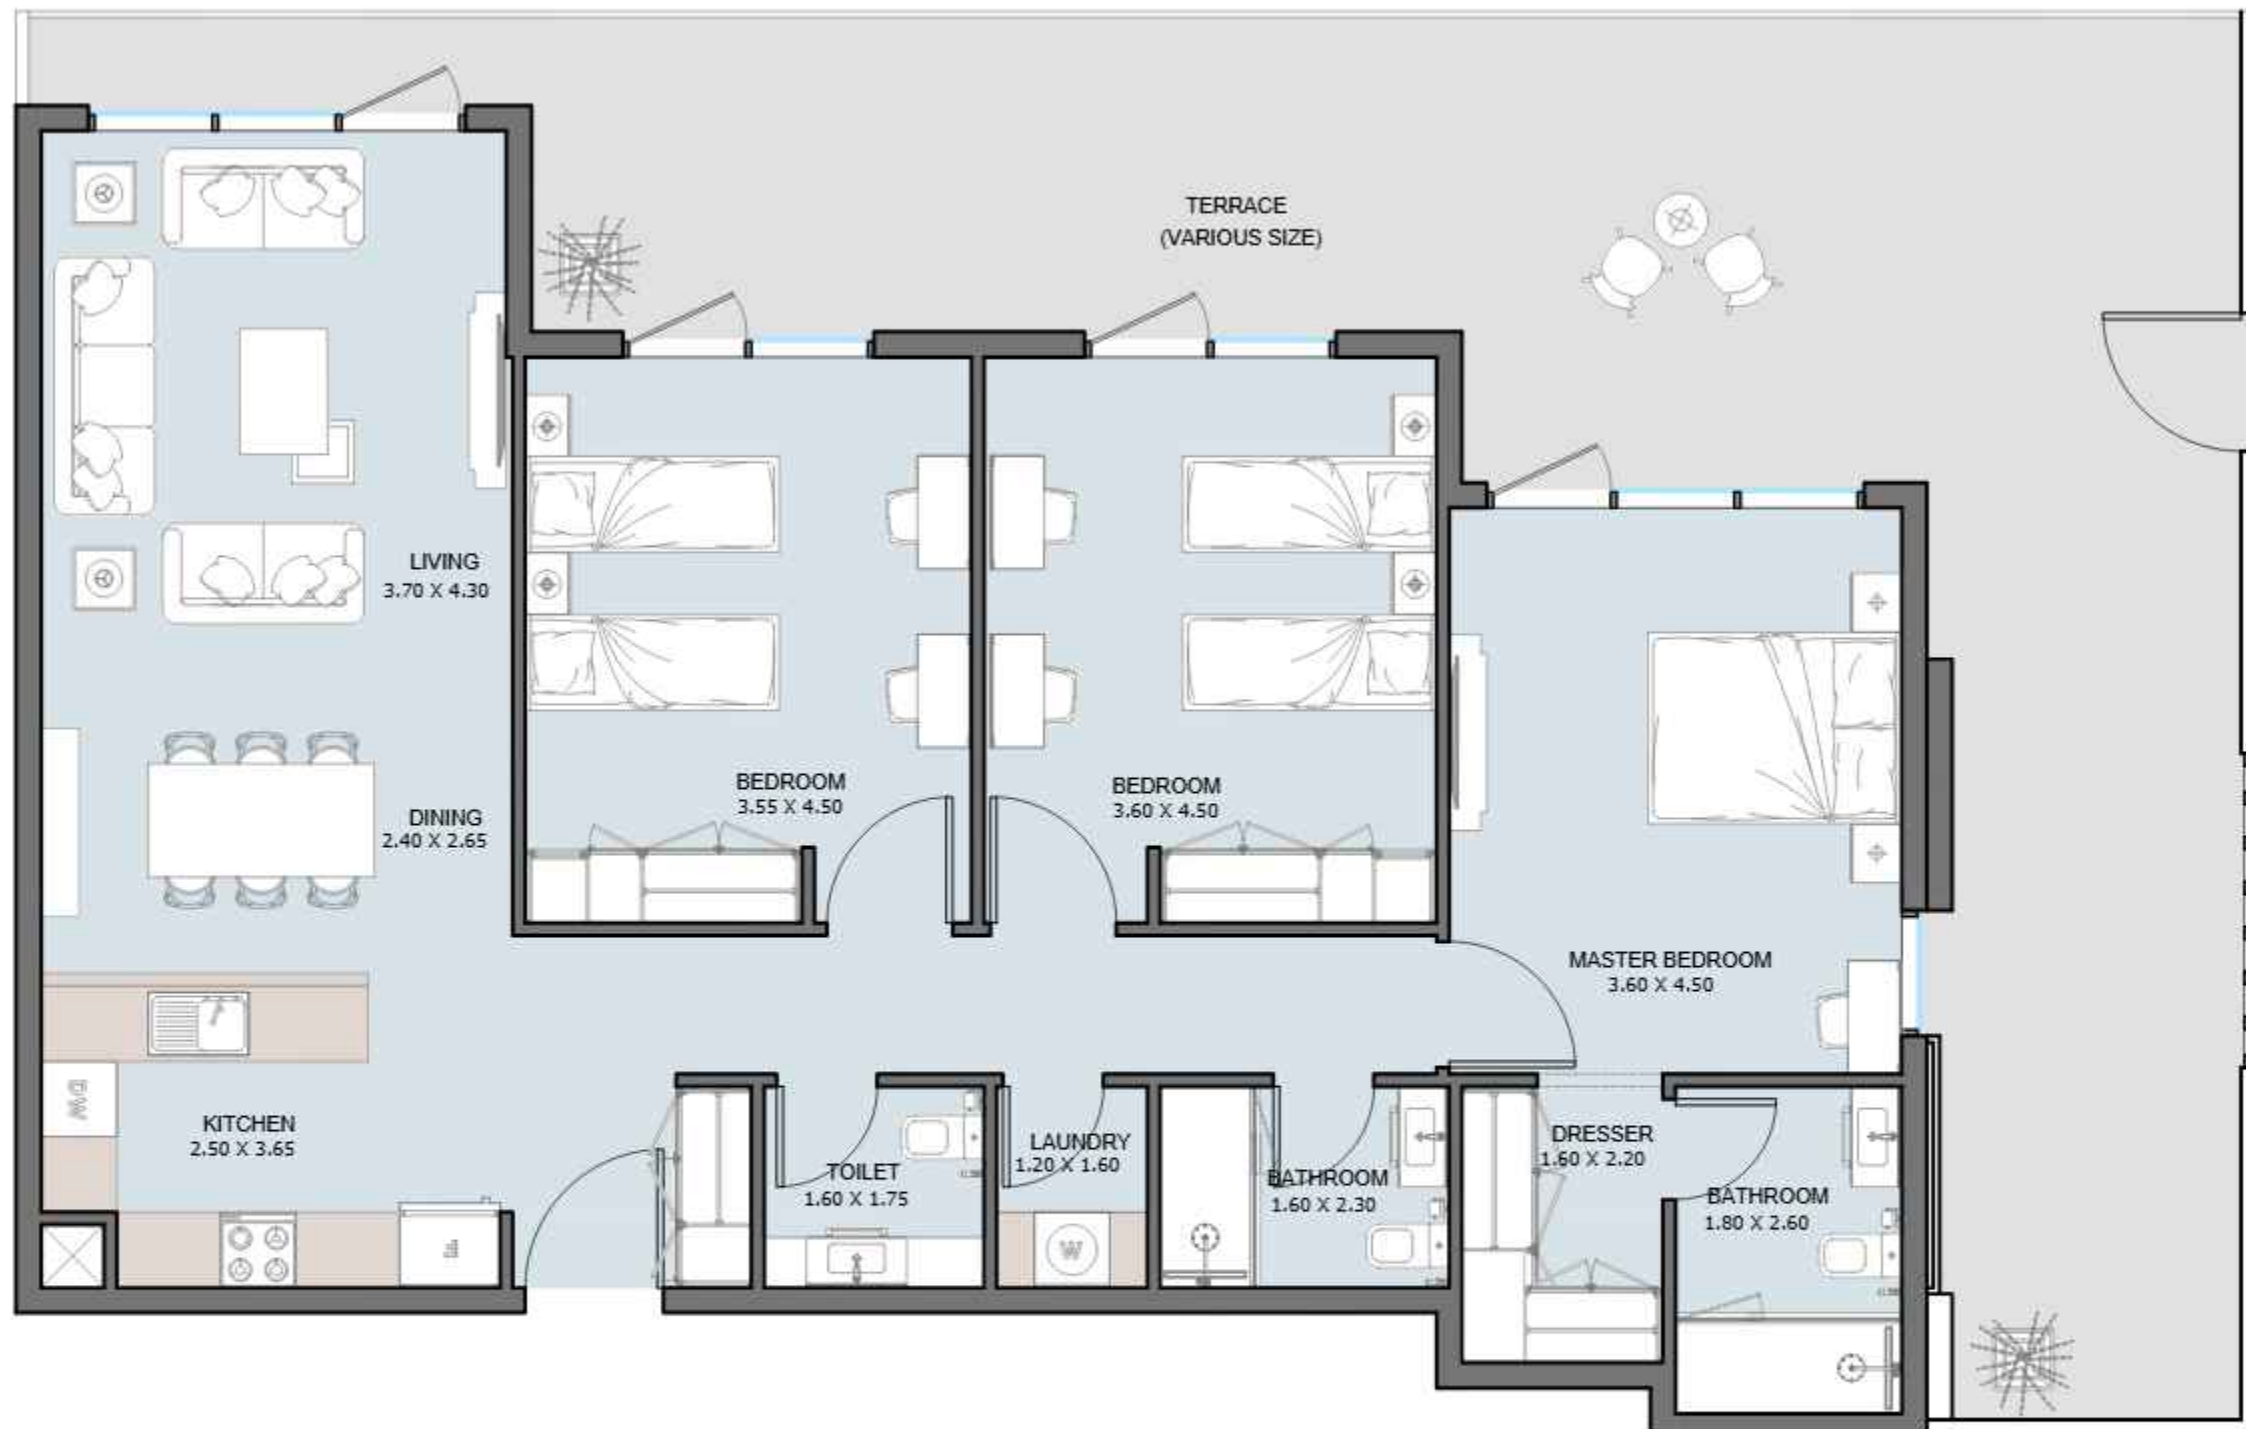 TERRACE
(VARIOUS SIZE)
LIVING
3.70 X 4.30
BEDROOM
3.55 X 4.50
BEDROOM
3.60 X 4.50
DINING
2.40 X 2.65
MASTER BEDROOM
3.60 X 4.50
DW
KITCHEN
2.50 X 3.65
TOILET
1.60 X 1.75
LAUNDRY
1.20 X 1.60
W
BATHROOM
1.60 X 2.30
DRESSER
1.60 X 2.20
BATHROOM
1.80 X 2.60